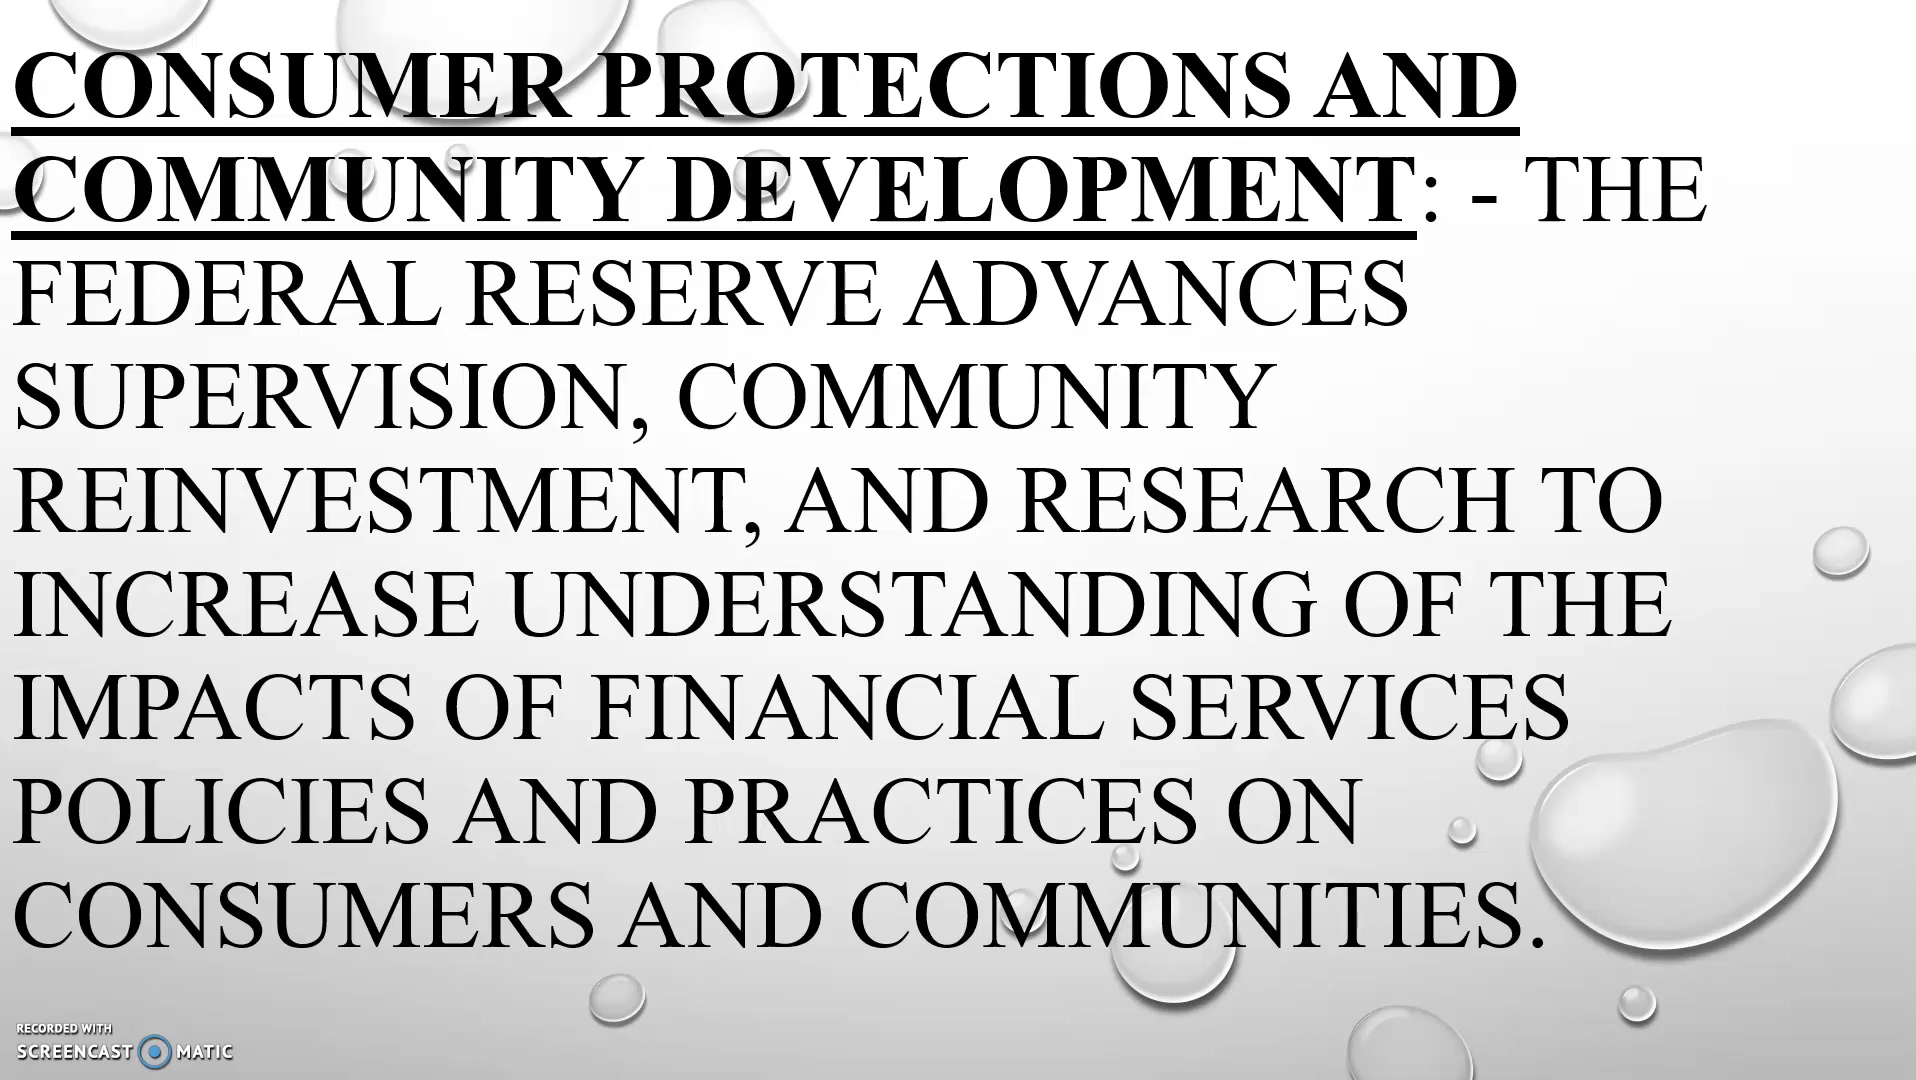 CONSUMER PROTECTIONS AND
COMMUNITY DEVELOPMENT: - THE
FEDERAL RESERVE ADVANCES
SUPERVISION, COMMUNITY
REINVESTMENT, AND RESEARCH TO
INCREASE UNDERSTANDING OF THE
IMPACTS OF FINANCIAL SERVICES
POLICIES AND PRACTICES ON
CONSUMERS AND COMMUNITIES.
RECORDED WITH
SCREENCAST MATIC